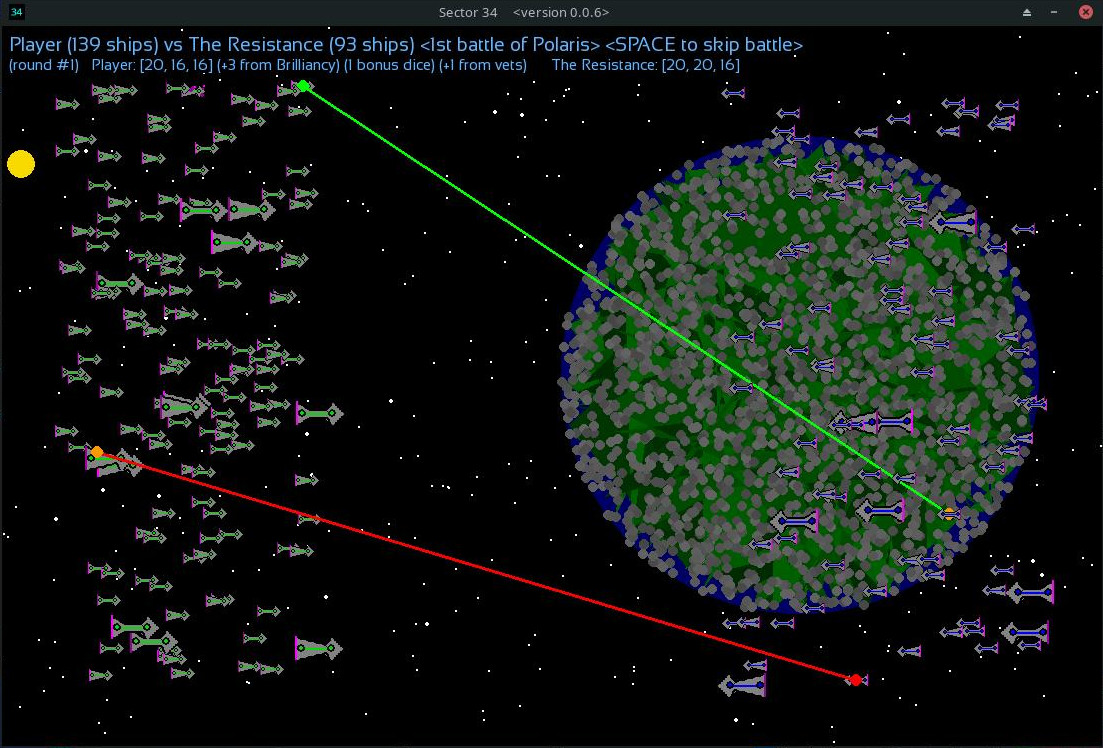 34
Sector 34 <version 0.0.6>
Player (139 ships) vs The Resistance (93 ships) <1st battle of Polaris> <SPACE to skip battle>
(round #1) Player: [20, 16, 16] (+3 from Brilliancy) (1 bonus dice) (+1 from vets) The Resistance: [20, 20, 16]